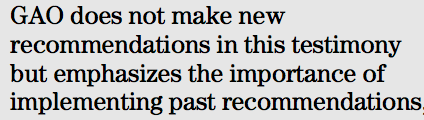 GAO does not make new
recommendations in this testimony
but emphasizes the importance of
implementing past recommendations,